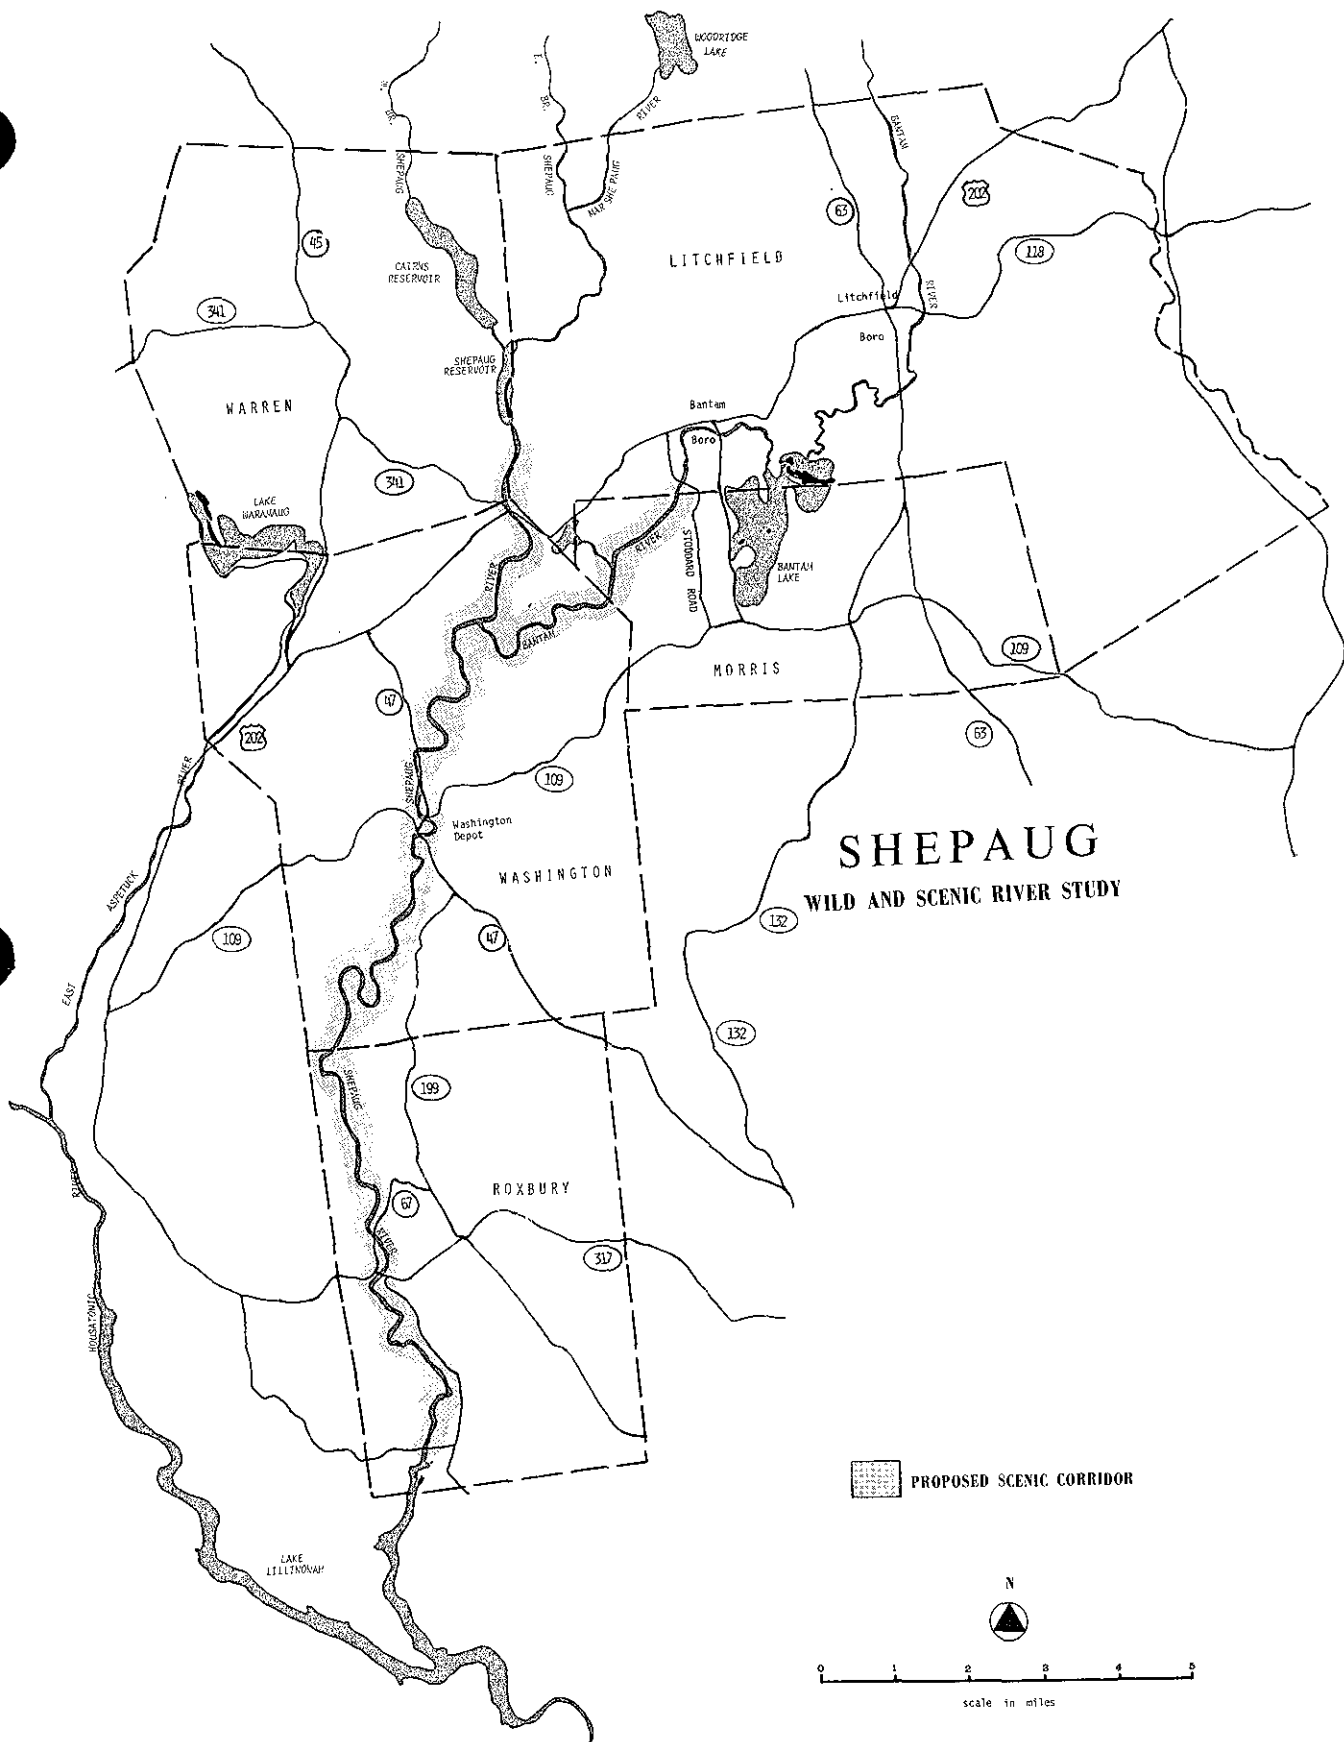 WOODRIDGE
LAKE
W.
BR.
SHEPAUG
E.
BR.
SHEPAUG
RIVER
MARSHEPAUG
BANTAM
RIVER
63
202
118
45
341
CAIRNS
RESERVOIR
LITCHFIELD
Litchfield
Boro
SHEPAUG
RESERVOIR
WARREN
Bantam
Boro
341
LAKE
WARAMAUG
RIVER
RIVER
STODDARD ROAD
BANTAM
LAKE
BANTAM
MORRIS
109
47
202
63
RIVER
SHEPAUG
109
Washington
Depot
WASHINGTON
SHEPAUG
WILD AND SCENIC RIVER STUDY
ASPETUCK
109
47
132
EAST
132
SHEPAUG
199
RIVER
67
ROXBURY
RIVER
317
HOUSATONIC
PROPOSED SCENIC CORRIDOR
LAKE
LILLINONAH
N
0 1 2 3 4 5
scale in miles